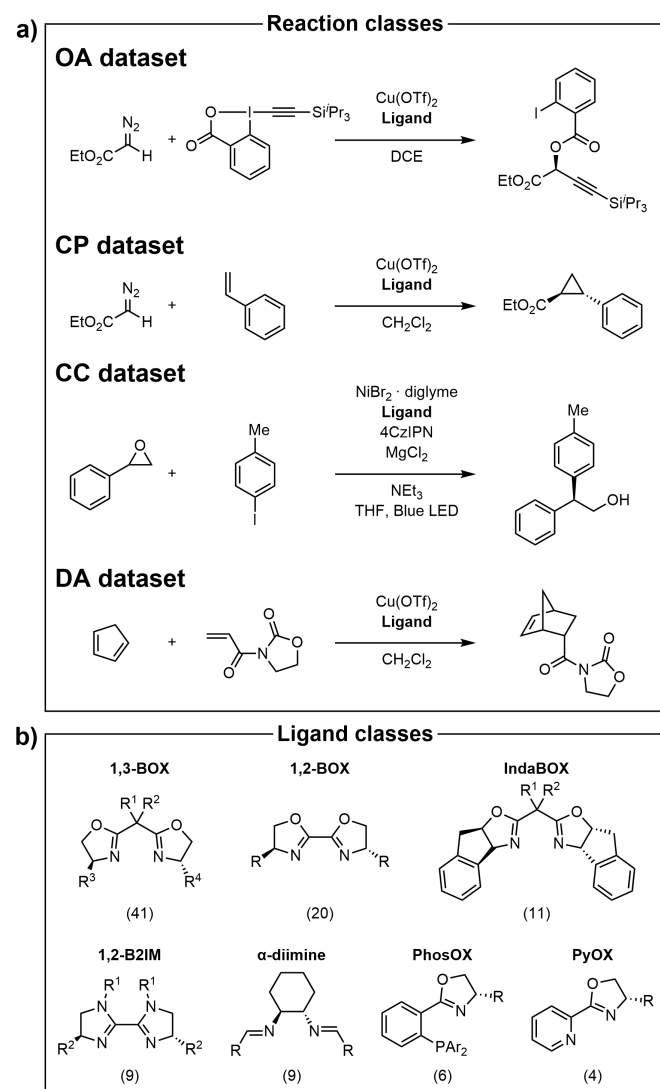 a)
Reaction classes
OA dataset
N₂
EtO₂C
H
+
O
I
SiⁱPr₃
O
Cu(OTf)₂
Ligand
DCE
I
O
O
EtO₂C
SiⁱPr₃
CP dataset
N₂
EtO₂C
H
+
Cu(OTf)₂
Ligand
CH₂Cl₂
EtO₂C
CC dataset
O
+
Me
I
NiBr₂ · diglyme
Ligand
4CzIPN
MgCl₂
NEt₃
THF, Blue LED
Me
OH
DA dataset
+
O
N
O
O
Cu(OTf)₂
Ligand
CH₂Cl₂
O
N
O
O
b)
Ligand classes
1,3-BOX
R¹ R²
O O
N N
R³ R⁴
(41)
1,2-BOX
O O
N N
R R
(20)
IndaBOX
R¹ R²
O O
N N
(11)
1,2-B2IM
R¹ R¹
N N
N N
R² R²
(9)
α-diimine
N N
R R
(9)
PhosOX
O
N R
PAr₂
(6)
PyOX
O
N R
N
(4)